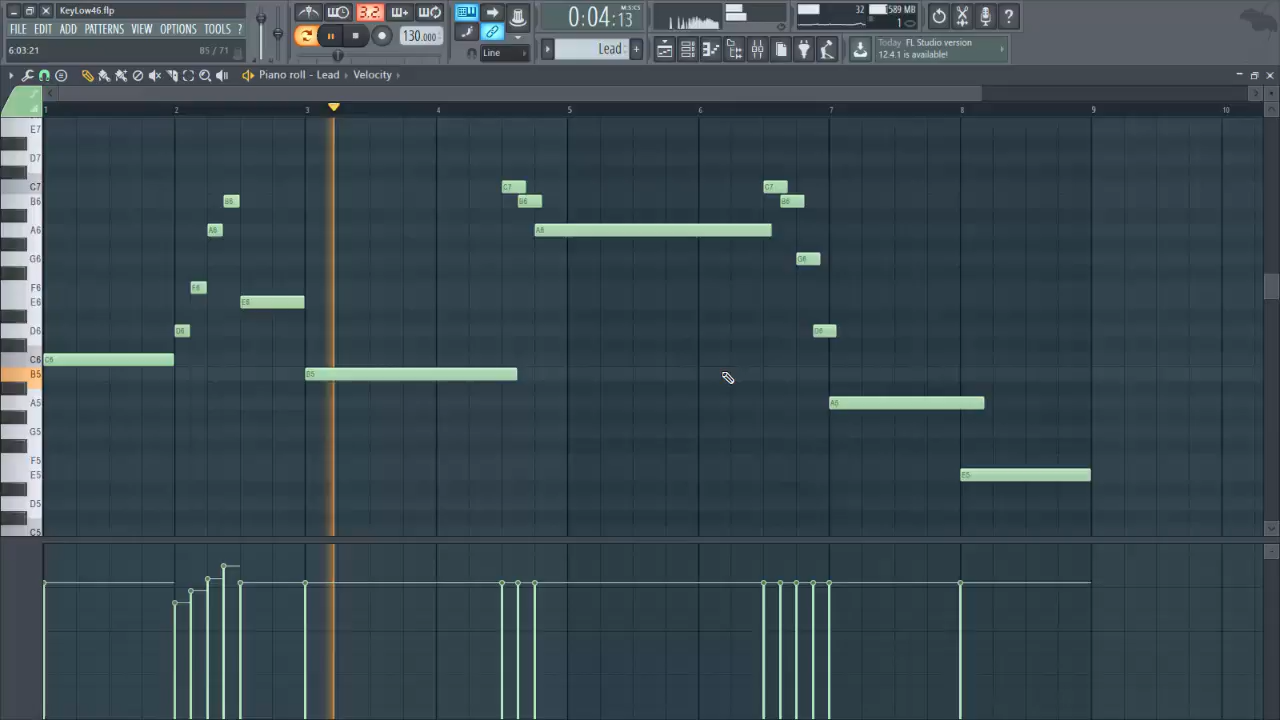 KeyLow46.flp
FILE EDIT ADD PATTERNS VIEW OPTIONS TOOLS ?
6:03:21 B5 / 71
3.2
130.000
0:04:13
M:S:CS
Line
Lead
32
589 MB
1
Today FL Studio version
12.4.1 is available!
Piano roll - Lead Velocity
1 2 3 4 5 6 7 8 9 10
E7
D7
C7 C7 C7
B6 B6 B6 B6
A6 A6 A6
G6 G6
F6 F6
E6 E6
D6 D6 D6
C6 C6
B5 B5
A5 A5
G5
F5
E5 E5
D5
C5